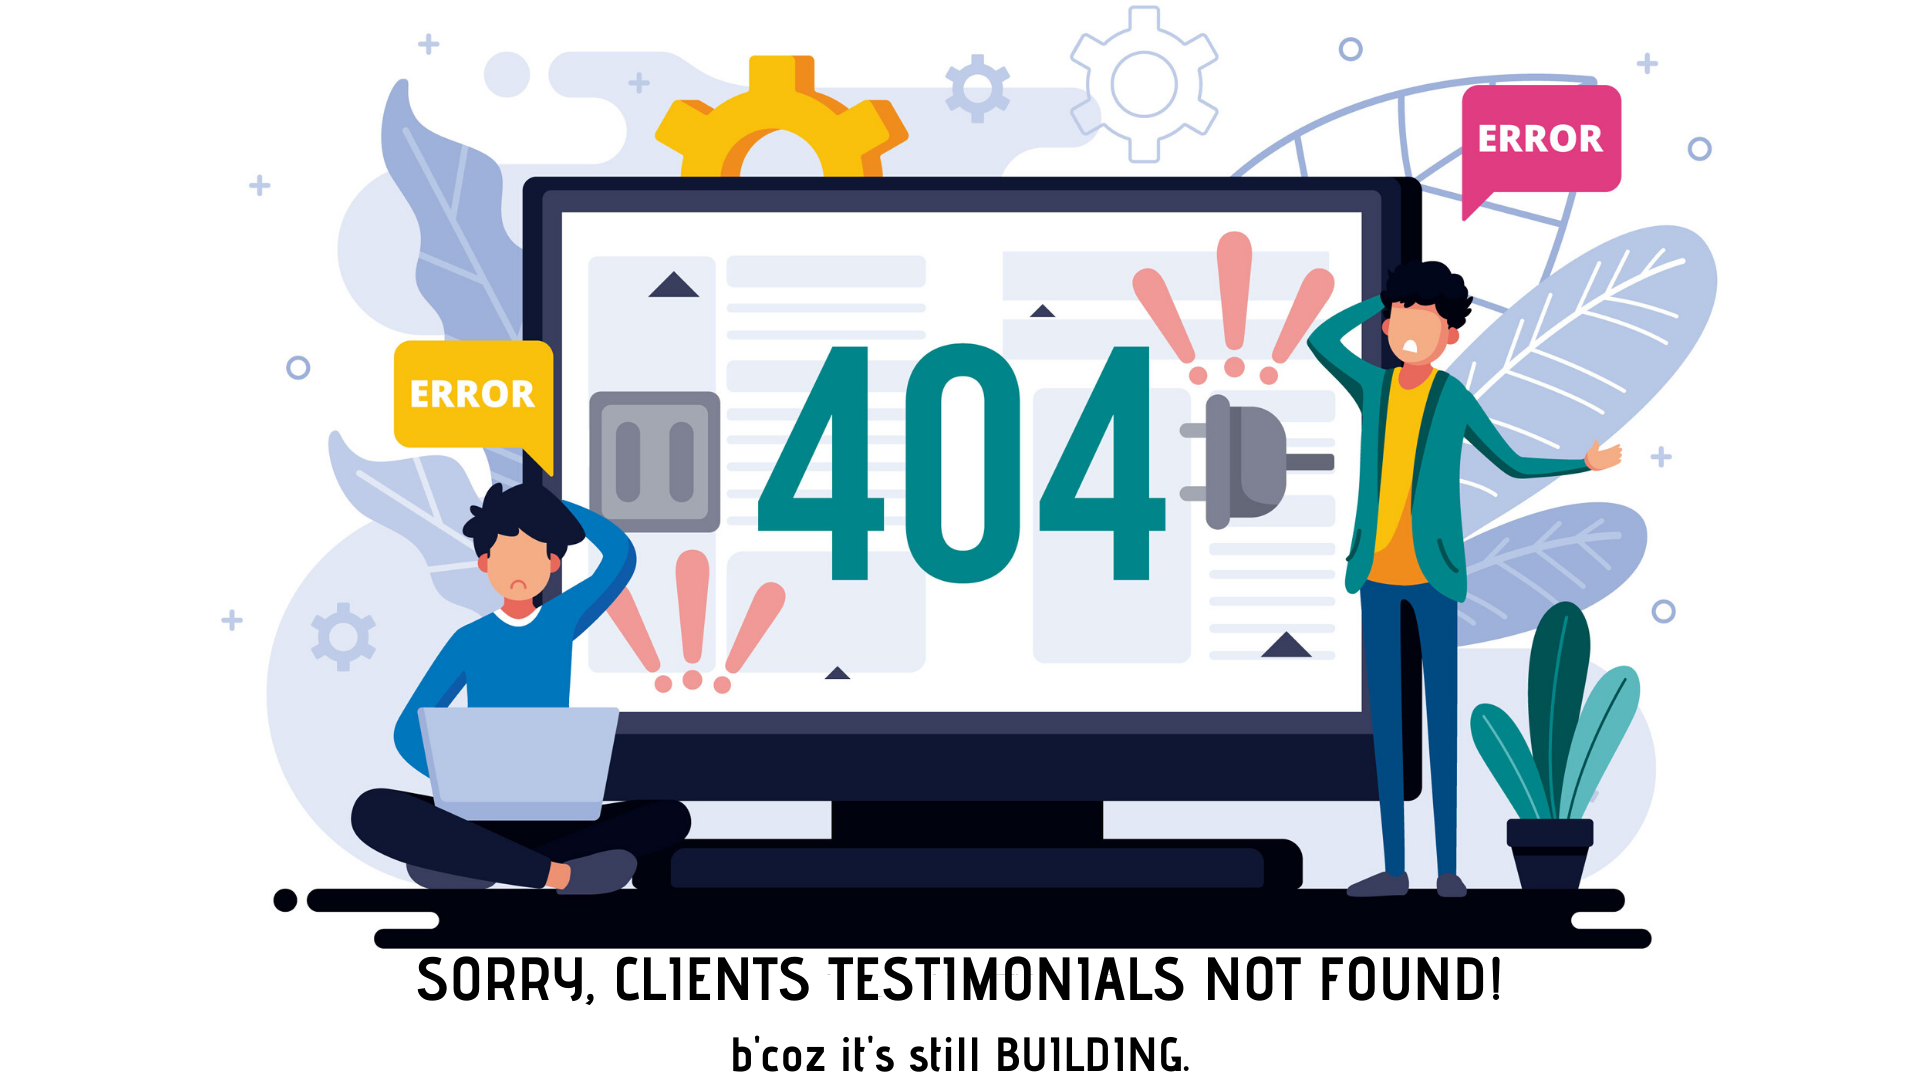 ERROR
ERROR
404
SORRY, CLIENTS TESTIMONIALS NOT FOUND!
b'coz it's still BUILDING.